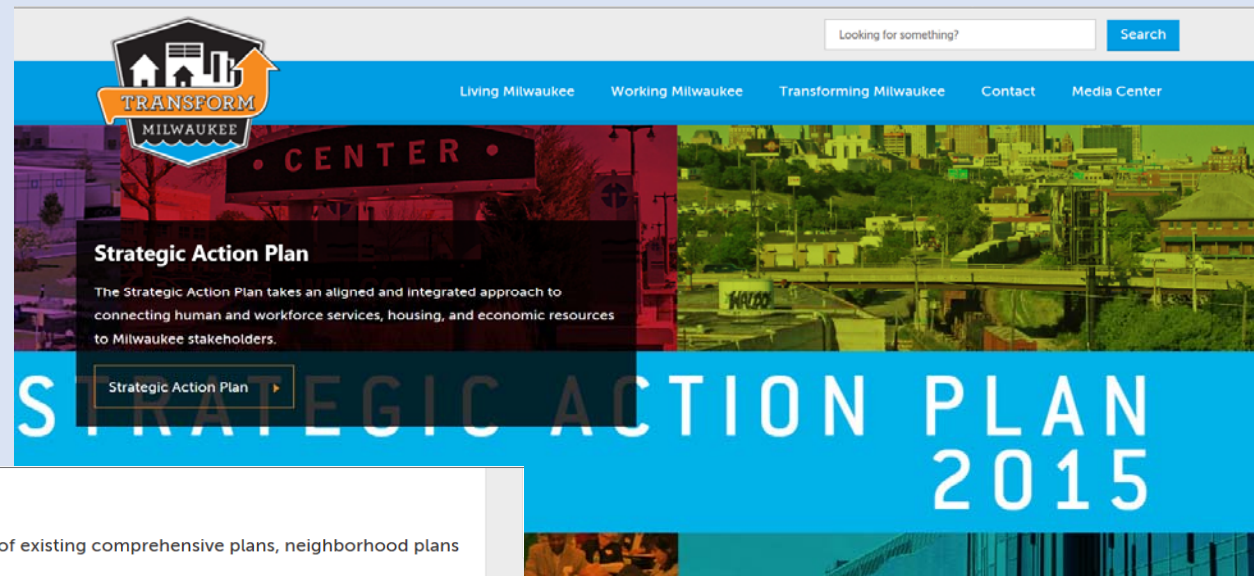 Looking for something?
Search
TRANSFORM
MILWAUKEE
Living Milwaukee
Working Milwaukee
Transforming Milwaukee
Contact
Media Center
• CENTER •
Strategic Action Plan
The Strategic Action Plan takes an aligned and integrated approach to
connecting human and workforce services, housing, and economic resources
to Milwaukee stakeholders.
Strategic Action Plan
STRATEGIC ACTION PLAN
2015
of existing comprehensive plans, neighborhood plans